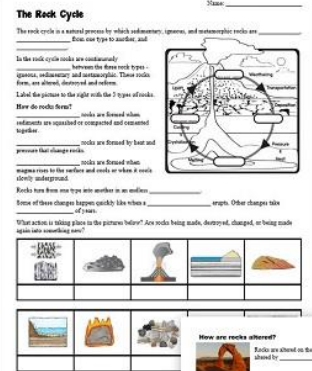 Name:
The Rock Cycle
The rock cycle is a natural process by which sedimentary, igneous, and metamorphic rocks are
from one type to another, and
In the rock cycle rocks are continuously
between the three rock types -
igneous, sedimentary and metamorphic. These rocks
form, are altered, destroyed and reform.
Label the picture to the right with the 3 types of rocks.
How do rocks form?
rocks are formed when
sediments are squashed or compacted and cemented
together.
rocks are formed by heat and
pressure that change rocks.
rocks are formed when
magma rises to the surface and cools or when it cools
slowly underground.
Weathering
Uplift
Transportation
Deposition
Cooling
Pressure
Heat
Melting
Rocks turn from one type into another in an endless
Some of these changes happen quickly like when a
erupts. Other changes take
of years.
What action is taking place in the pictures below? Are rocks being made, destroyed, changed, or being made
again into something new?
How are rocks altered?
Rocks are altered on the
altered by